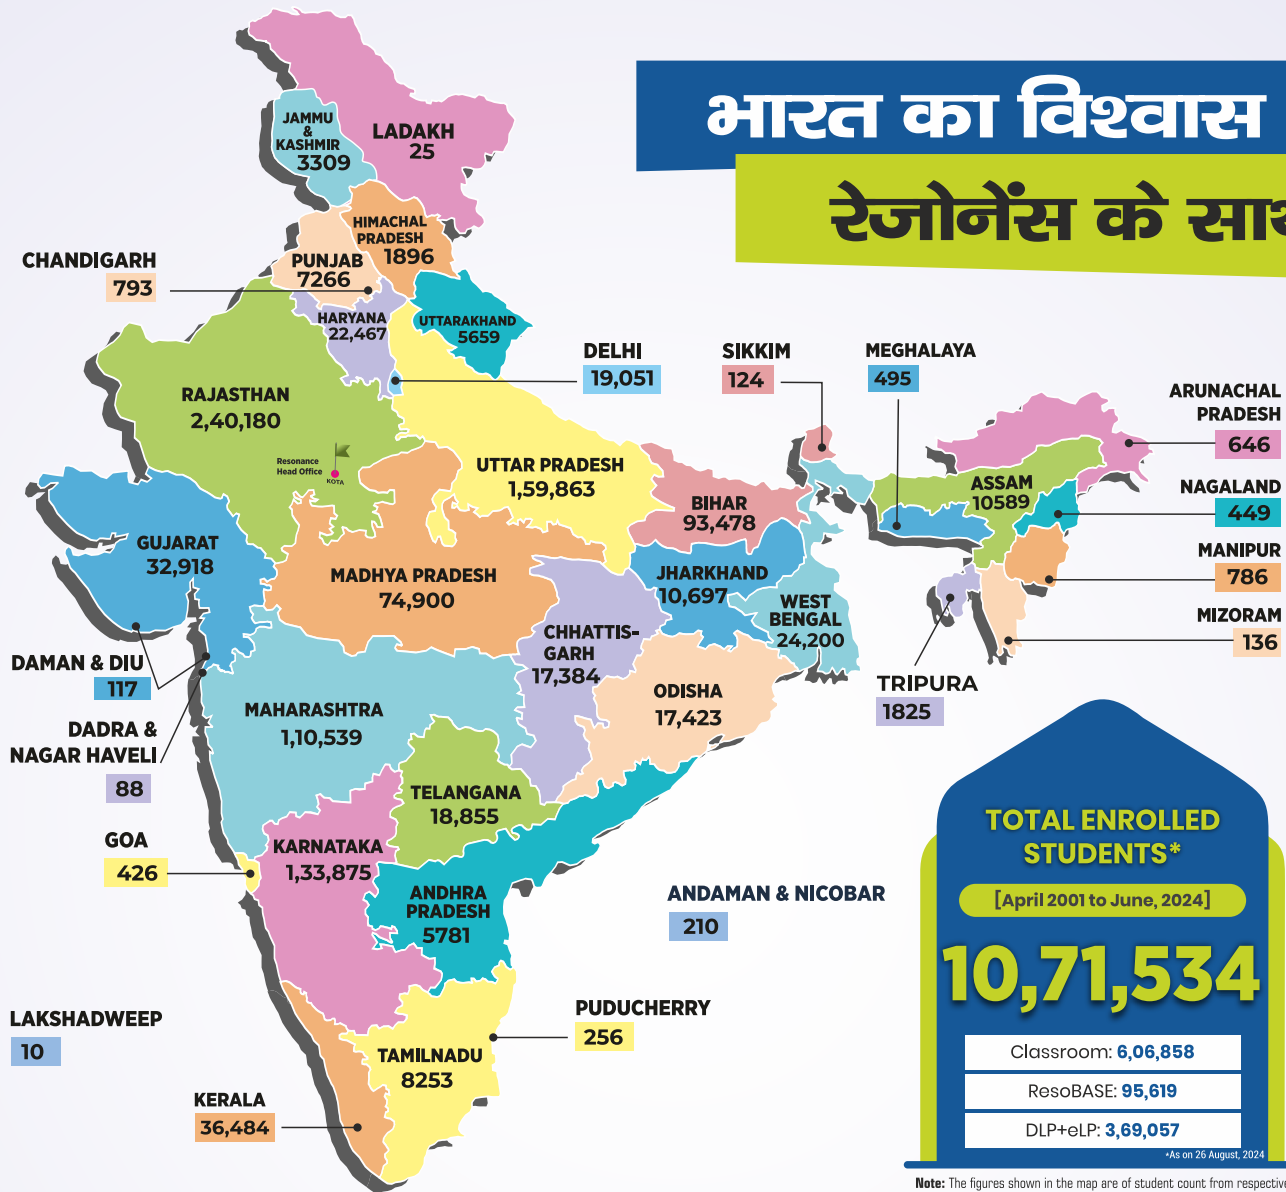 भारत का विश्वास
रेजोनेंस के साथ
JAMMU
&
KASHMIR
3309
LADAKH
25
HIMACHAL
PRADESH
1896
PUNJAB
7266
CHANDIGARH
793
HARYANA
22,467
UTTARAKHAND
5659
DELHI
19,051
SIKKIM
124
MEGHALAYA
495
ARUNACHAL
PRADESH
646
RAJASTHAN
2,40,180
Resonance
Head Office
KOTA
UTTAR PRADESH
1,59,863
BIHAR
93,478
ASSAM
10589
NAGALAND
449
GUJARAT
32,918
MADHYA PRADESH
74,900
JHARKHAND
10,697
WEST
BENGAL
24,200
MANIPUR
786
MIZORAM
136
CHHATTIS-
GARH
17,384
DAMAN & DIU
117
ODISHA
17,423
TRIPURA
1825
MAHARASHTRA
1,10,539
DADRA &
NAGAR HAVELI
88
TELANGANA
18,855
GOA
426
KARNATAKA
1,33,875
ANDHRA
PRADESH
5781
ANDAMAN & NICOBAR
210
LAKSHADWEEP
10
PUDUCHERRY
256
TAMILNADU
8253
KERALA
36,484
TOTAL ENROLLED
STUDENTS*
[April 2001 to June, 2024]
10,71,534
Classroom: 6,06,858
ResoBASE: 95,619
DLP+eLP: 3,69,057
*As on 26 August, 2024
Note: The figures shown in the map are of student count from respective